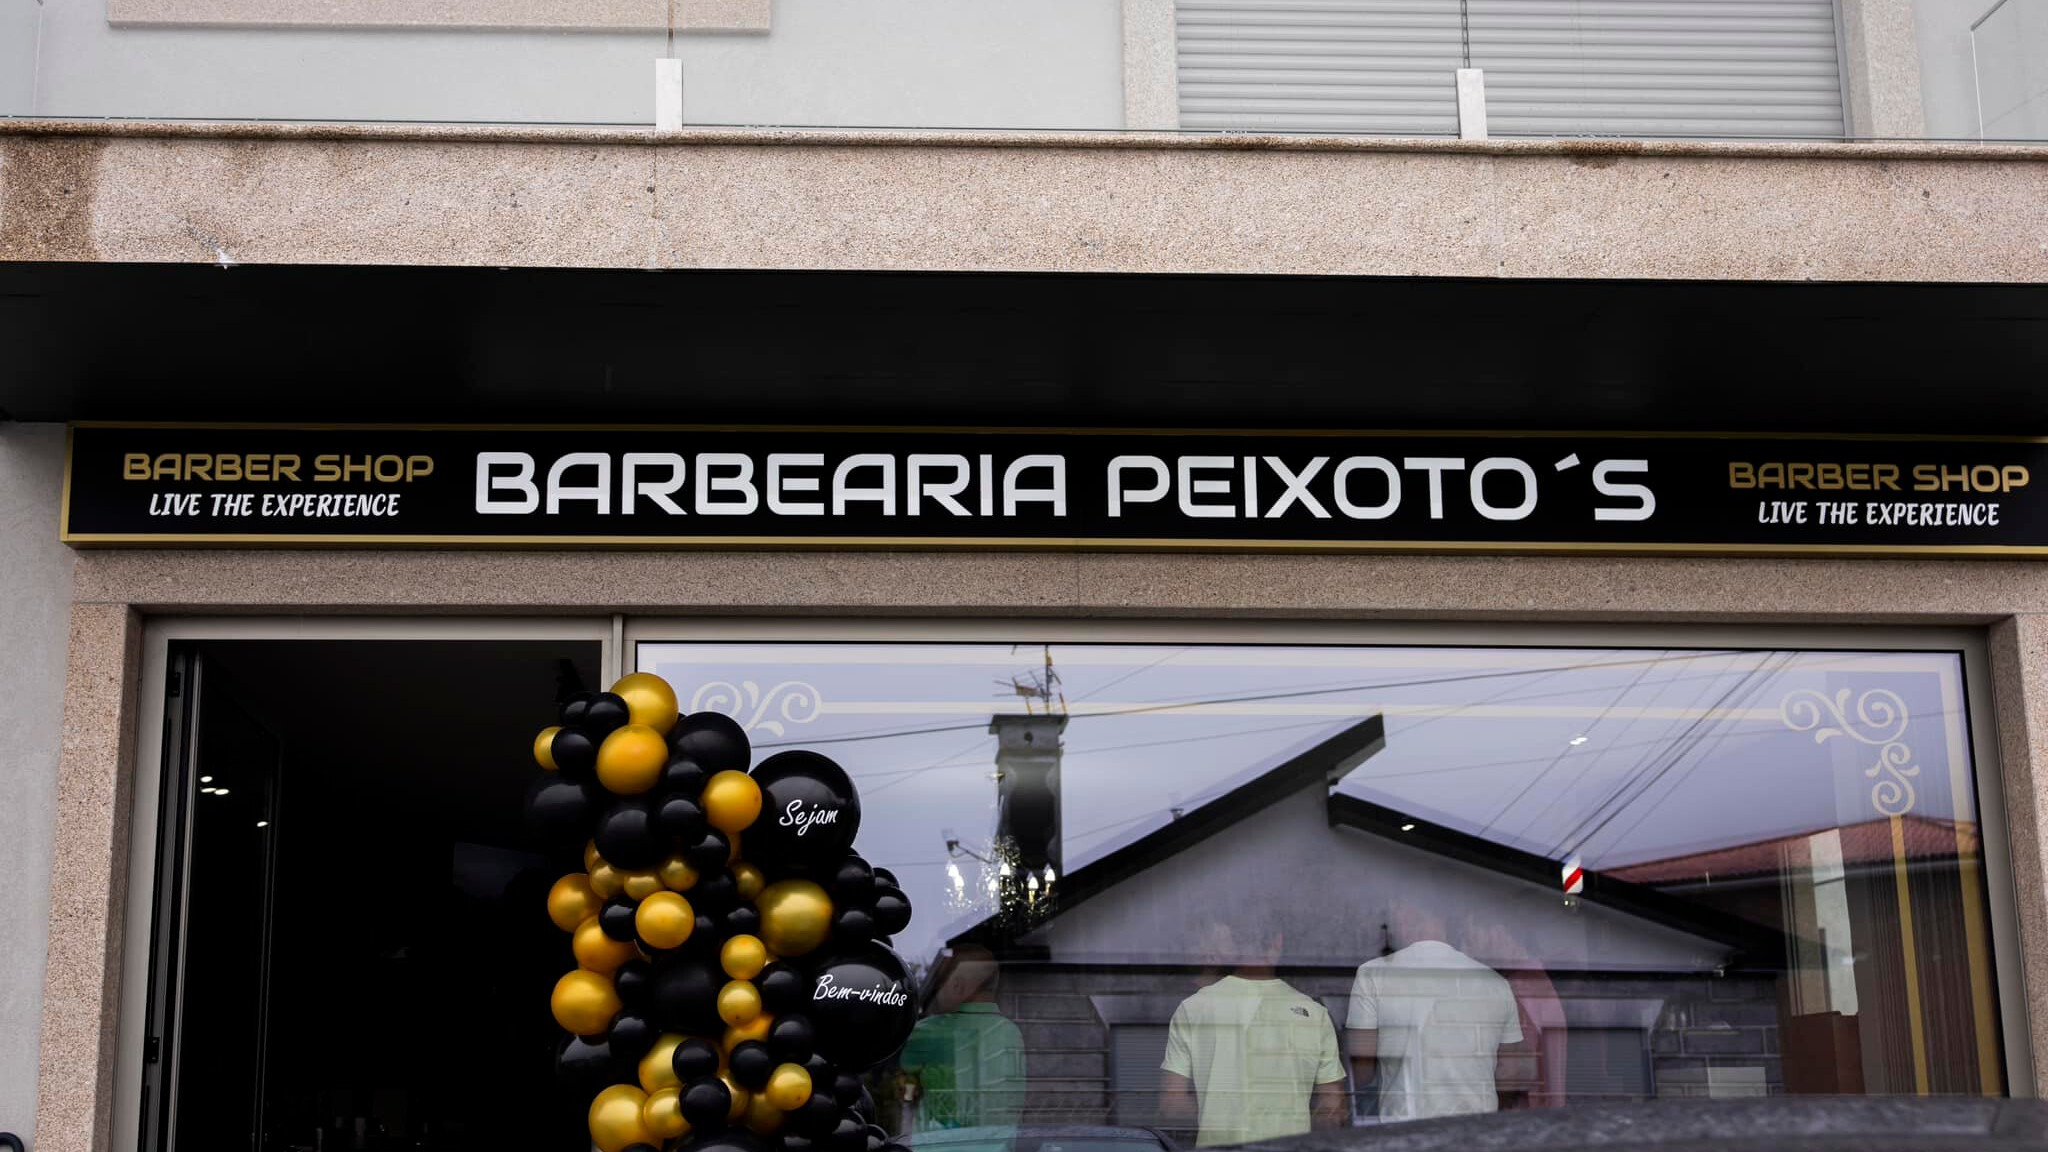 BARBER SHOP
LIVE THE EXPERIENCE
BARBEARIA PEIXOTO´S
BARBER SHOP
LIVE THE EXPERIENCE
Sejam
Bem-vindos